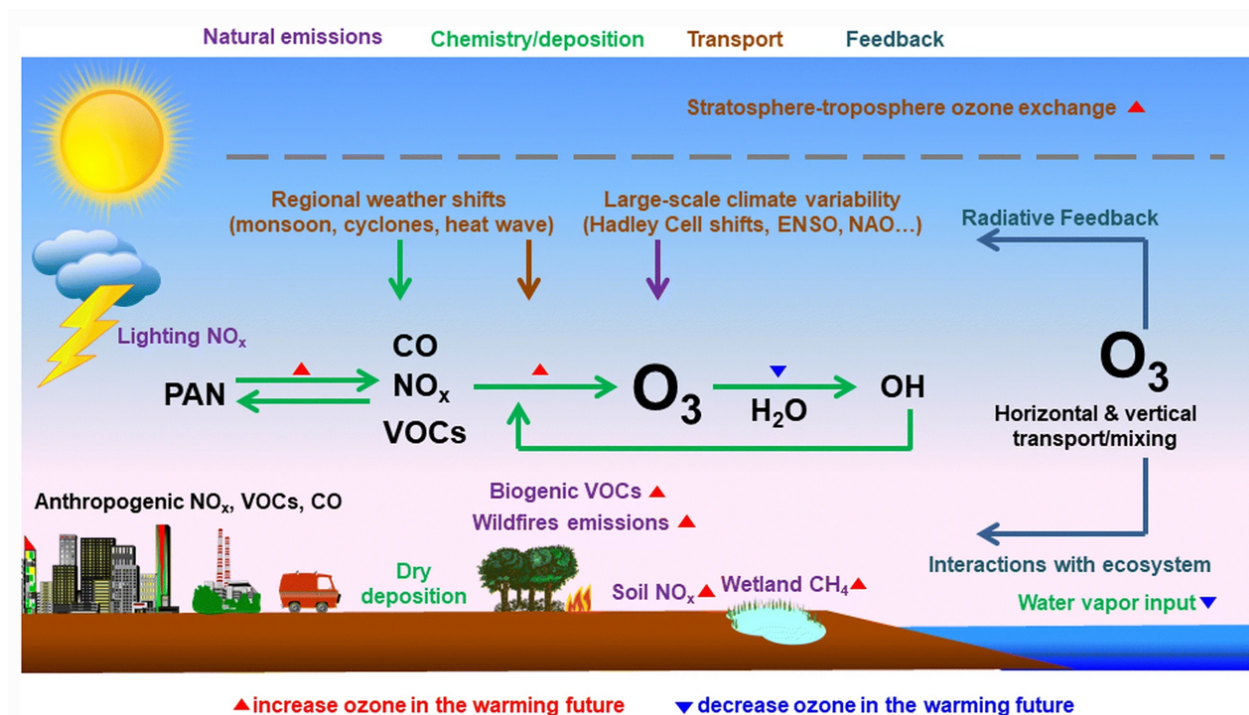 Natural emissions Chemistry/deposition Transport Feedback
Stratosphere-troposphere ozone exchange ▲
Regional weather shifts
(monsoon, cyclones, heat wave)
Large-scale climate variability
(Hadley Cell shifts, ENSO, NAO…)
Radiative Feedback
Lighting NOₓ
PAN
CO
NOₓ
VOCs
O₃
H₂O
OH
O₃
Horizontal & vertical
transport/mixing
Anthropogenic NOₓ, VOCs, CO
Biogenic VOCs ▲
Wildfires emissions ▲
Dry
deposition
Soil NOₓ ▲
Wetland CH₄ ▲
Interactions with ecosystem
Water vapor input ▼
▲ increase ozone in the warming future ▼ decrease ozone in the warming future